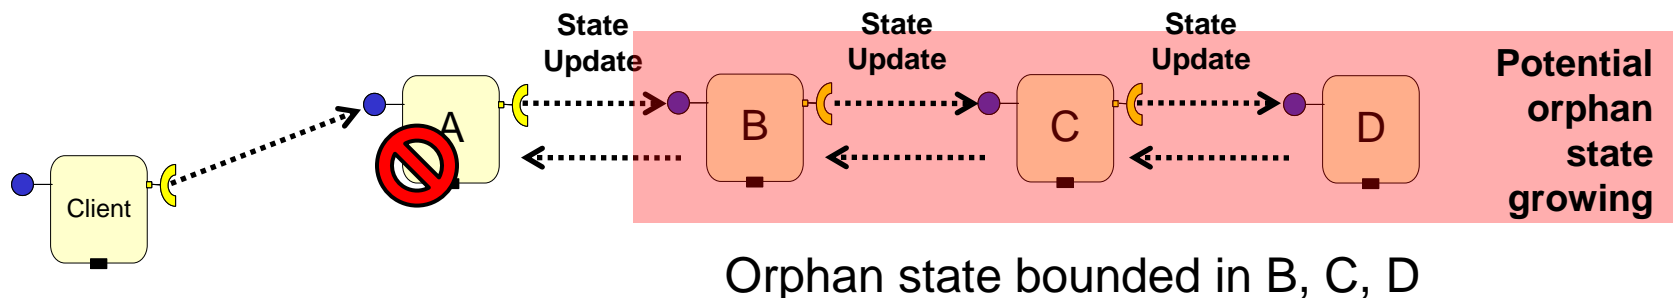 State
Update
State
Update
State
Update
Potential
orphan
state
growing
A
B
C
D
Client
Orphan state bounded in B, C, D